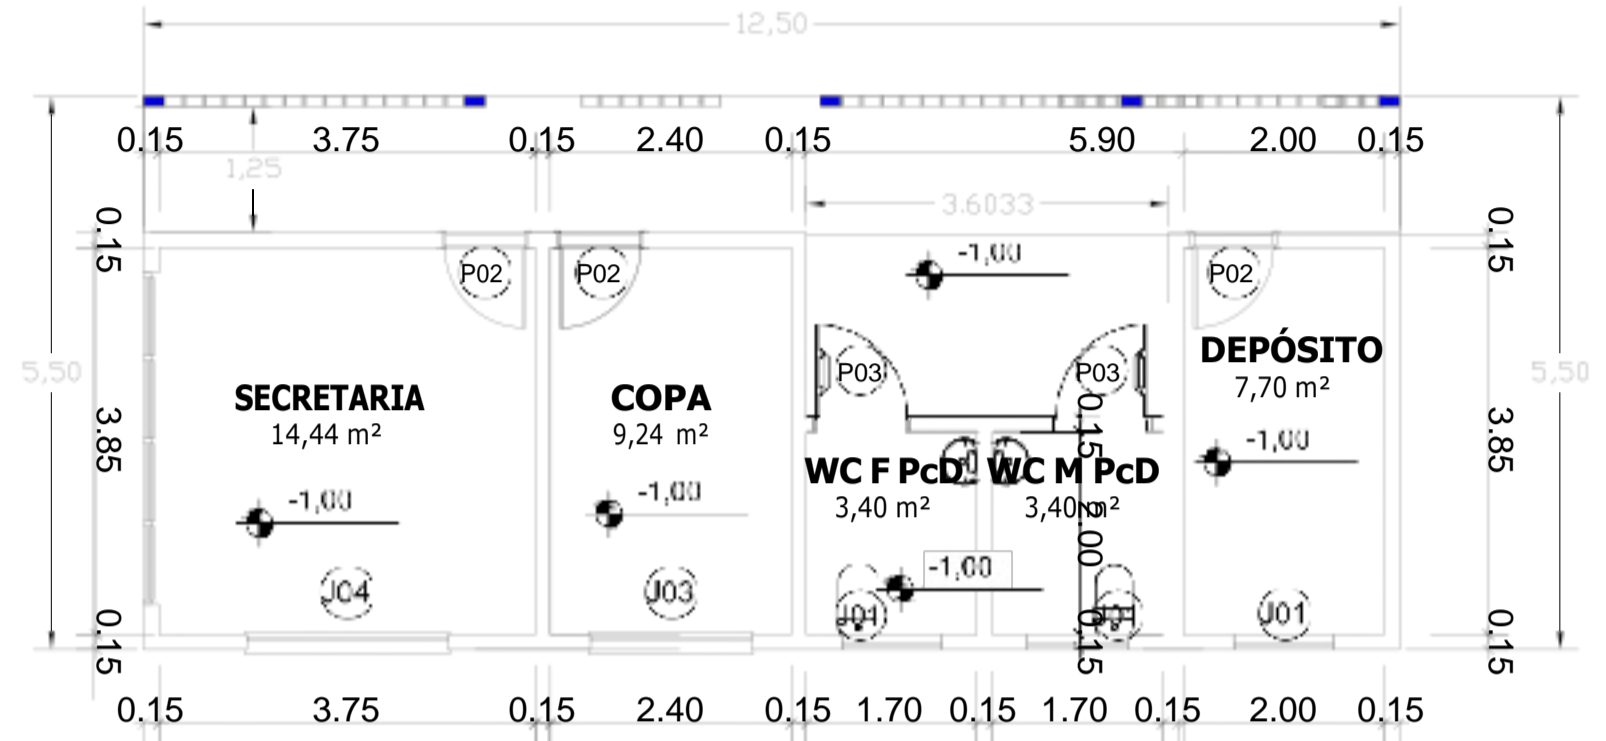 12,50
0.15 3.75 0.15 2.40 0.15 5.90 2.00 0.15
1,25
3.6033
0.15
0.15
-1,00
P02
P02
P02
5,50
5,50
P03
P03
DEPÓSITO
7,70 m²
SECRETARIA
14,44 m²
COPA
9,24 m²
0.15
3.85
3.85
-1,00
WC F PcD
3,40 m²
WC M PcD
3,40 m²
-1,00
-1,00
2.00
-1,00
J04
J03
J01
J01
J01
0.15
0.15
0.15
0.15 3.75 0.15 2.40 0.15 1.70 0.15 1.70 0.15 2.00 0.15